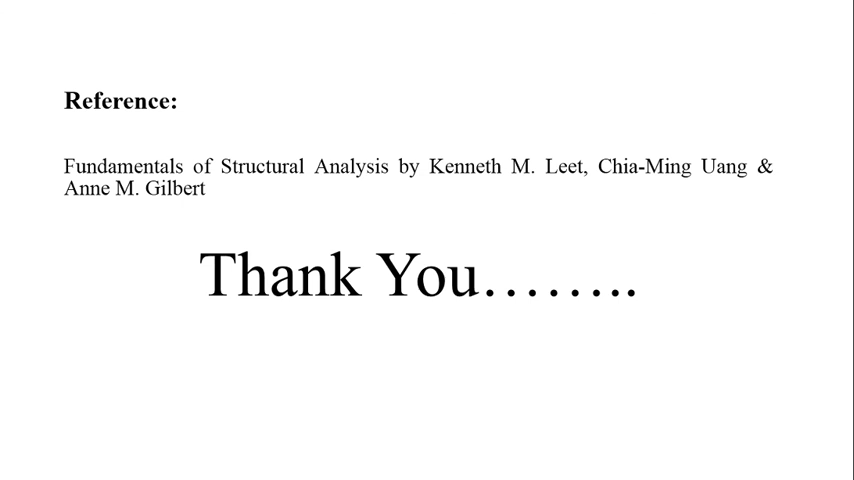 Reference:
Fundamentals of Structural Analysis by Kenneth M. Leet, Chia-Ming Uang &
Anne M. Gilbert
Thank You……..